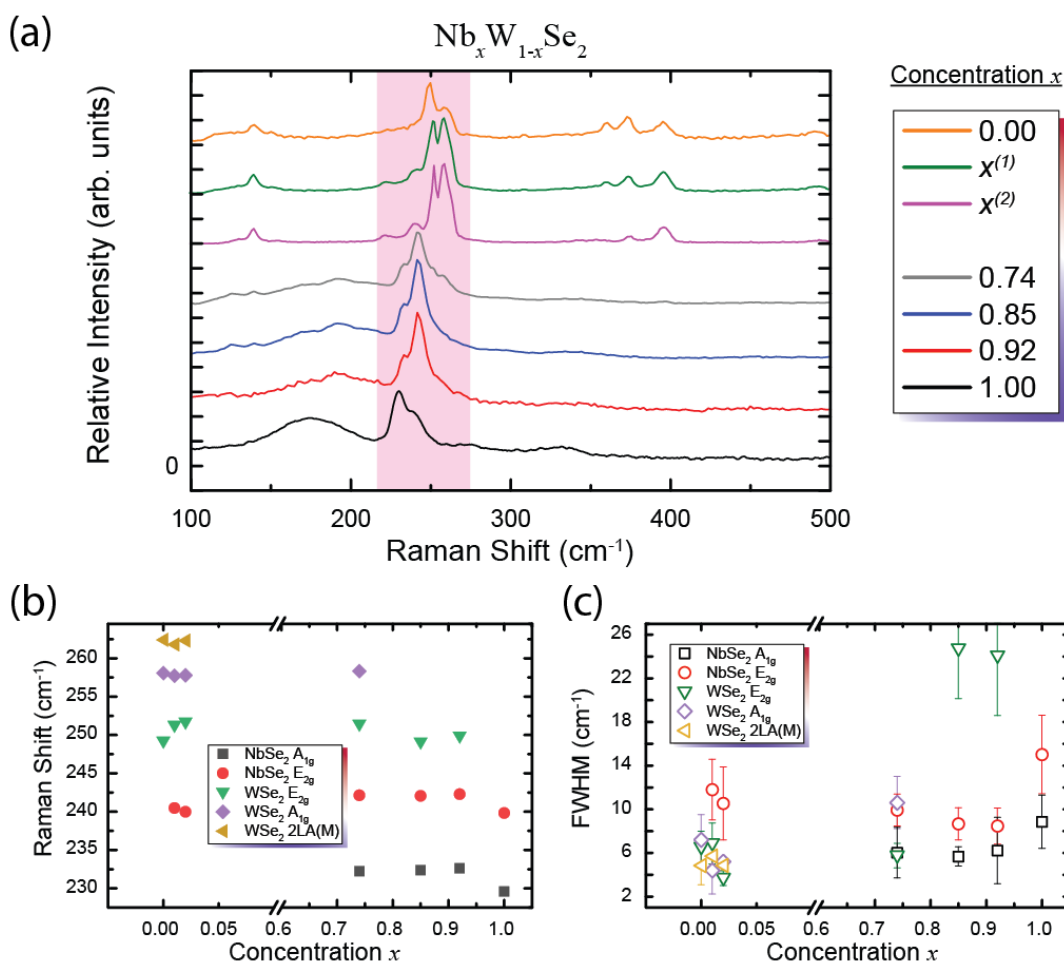 (a)
NbₓW₁₋ₓSe₂
Concentration x
0.00
x⁽¹⁾
x⁽²⁾
0.74
0.85
0.92
1.00
Relative Intensity (arb. units)
0
100 200 300 400 500
Raman Shift (cm⁻¹)
(b)
Raman Shift (cm⁻¹)
260
255
250
245
240
235
230
NbSe₂ A₁g
NbSe₂ E₂g
WSe₂ E₂g
WSe₂ A₁g
WSe₂ 2LA(M)
0.00 0.05 0.6 0.7 0.8 0.9 1.0
Concentration x
(c)
FWHM (cm⁻¹)
26
22
18
14
10
6
2
NbSe₂ A₁g
NbSe₂ E₂g
WSe₂ E₂g
WSe₂ A₁g
WSe₂ 2LA(M)
0.00 0.05 0.6 0.7 0.8 0.9 1.0
Concentration x